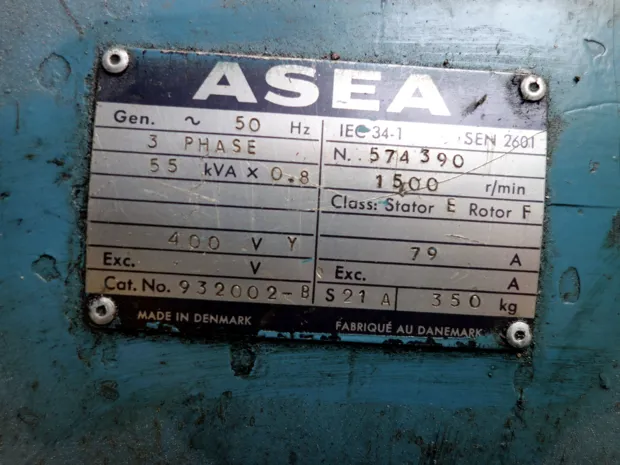 ASEA
Gen. ~ 50 Hz IEC 34-1 SEN 2601
3 PHASE N. 574390
55 kVA X 0.8 1500 r/min
Class: Stator E Rotor F
400 V Y 79 A
Exc. V Exc. A
Cat. No. 932002-B S21A 350 kg
MADE IN DENMARK FABRIQUÉ AU DANEMARK